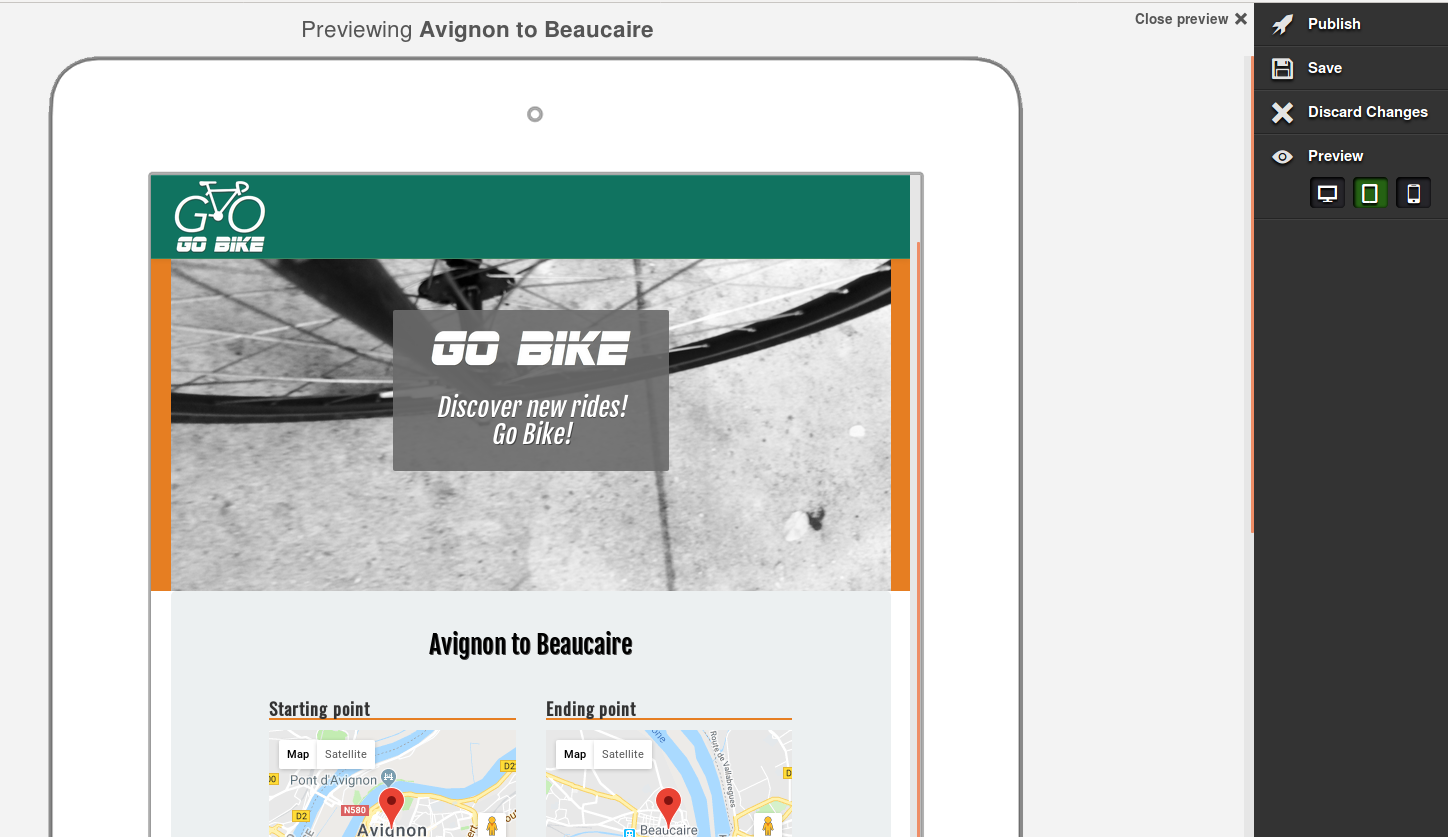 Previewing Avignon to Beaucaire
Close preview
Publish
Save
Discard Changes
Preview
GO
GO BIKE
GO BIKE
Discover new rides!
Go Bike!
Avignon to Beaucaire
Starting point
Ending point
Map Satellite
Pont d'Avignon
N580
D2
Avignon
Map Satellite
Route de Vallabrègues
Beaucaire